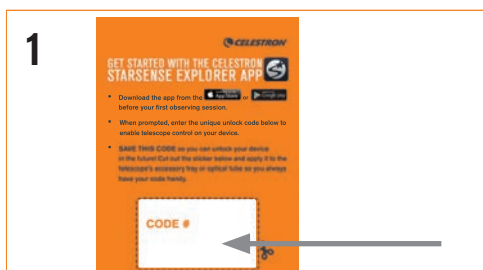 1
CELESTRON
GET STARTED WITH THE CELESTRON
STARSENSE EXPLORER APP
• Download the app from the App Store or Google play
before your first observing session.
• When prompted, enter the unique unlock code below to
enable telescope control on your device.
• SAVE THIS CODE so you can unlock your device
in the future! Cut out the sticker below and apply it to the
telescope's accessory tray or optical tube so you always
have your code handy.
CODE #